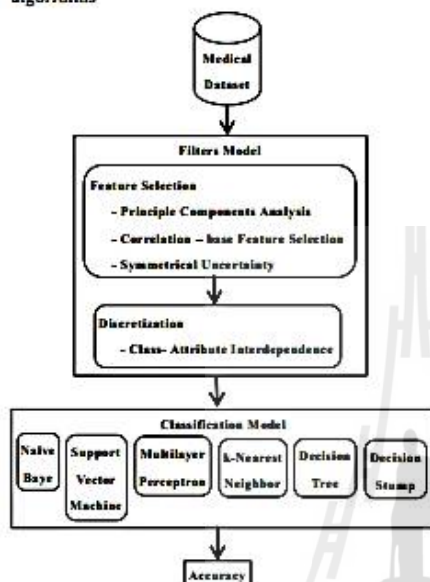 algorithms
Medical
Dataset
Filters Model
Feature Selection
- Principle Components Analysis
- Correlation – base Feature Selection
- Symmetrical Uncertainty
Discretization
- Class- Attribute Interdependence
Classification Model
Naïve
Baye
Support
Vector
Machine
Multilayer
Perceptron
k-Nearest
Neighbor
Decision
Tree
Decision
Stump
Accuracy